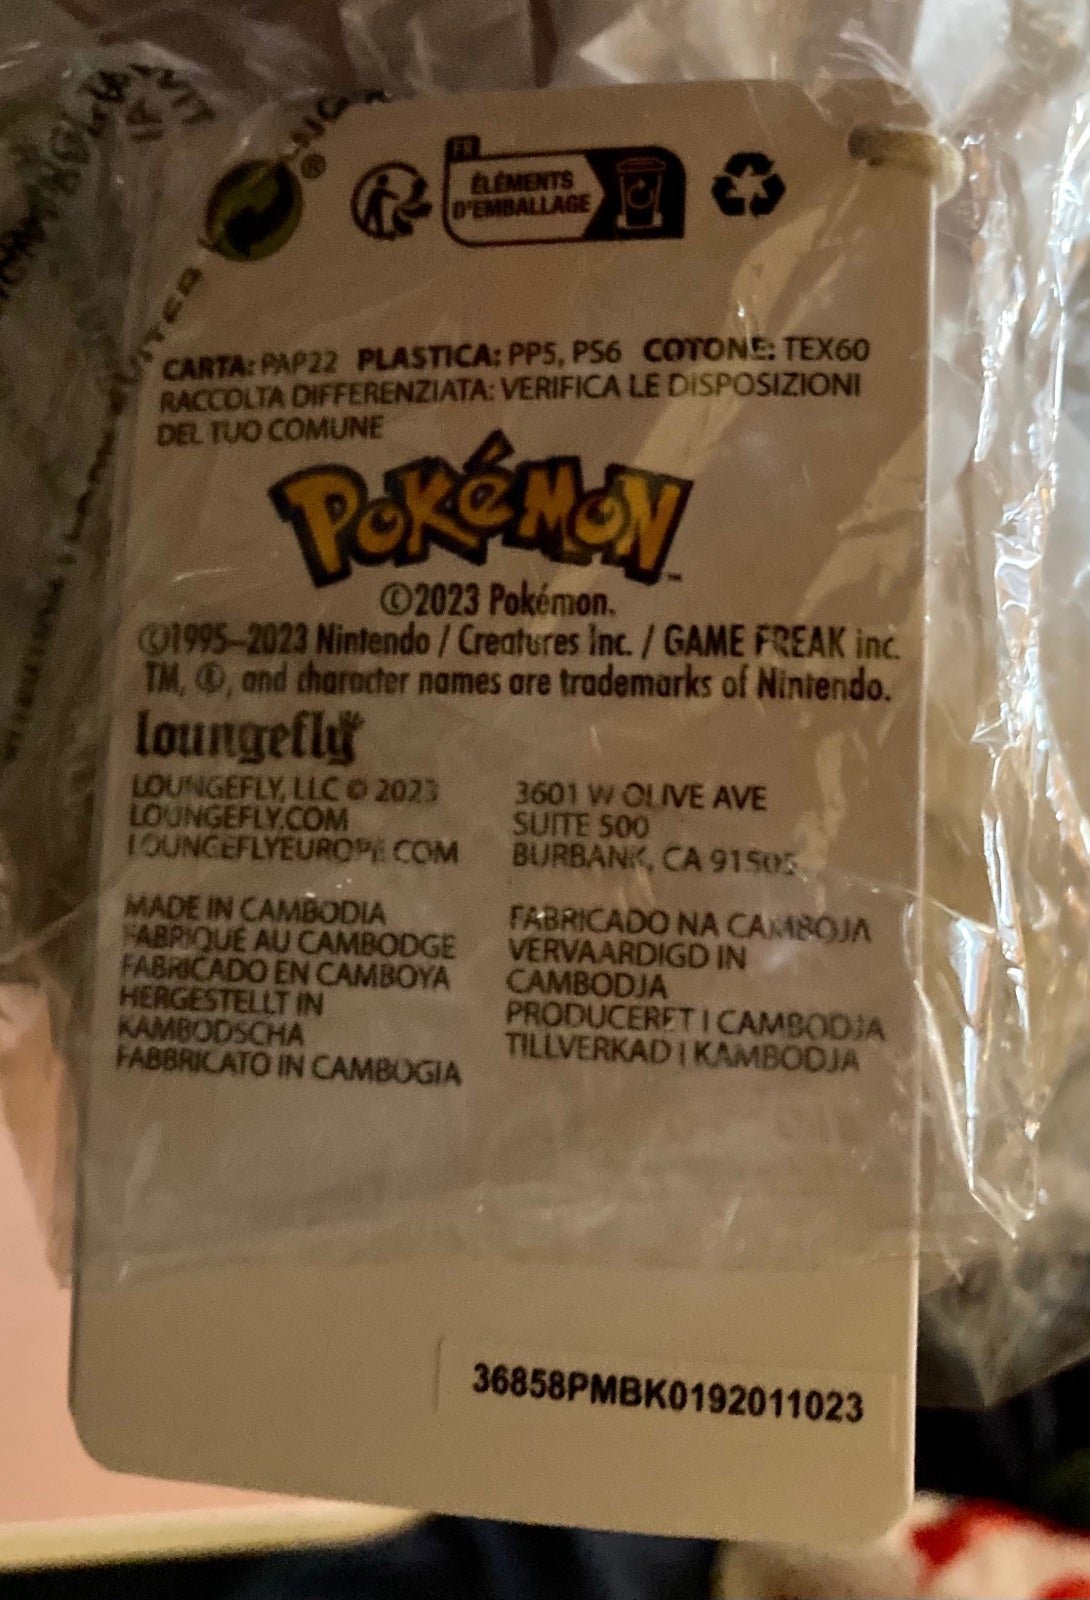 FR
ÉLÉMENTS
D'EMBALLAGE
CARTA: PAP22 PLASTICA: PP5, PS6 COTONE: TEX60
RACCOLTA DIFFERENZIATA: VERIFICA LE DISPOSIZIONI
DEL TUO COMUNE
POKéMON™
©2023 Pokémon.
©1995–2023 Nintendo / Creatures Inc. / GAME FREAK inc.
TM, ®, and character names are trademarks of Nintendo.
loungefly
LOUNGEFLY, LLC © 2023
LOUNGEFLY.COM
LOUNGEFLYEUROPE.COM
3601 W OLIVE AVE
SUITE 500
BURBANK, CA 91505
MADE IN CAMBODIA
FABRIQUÉ AU CAMBODGE
FABRICADO EN CAMBOYA
HERGESTELLT IN
KAMBODSCHA
FABBRICATO IN CAMBOGIA
FABRICADO NA CAMBOJA
VERVAARDIGD IN
CAMBODJA
PRODUCERET I CAMBODJA
TILLVERKAD I KAMBODJA
36858PMBK0192011023